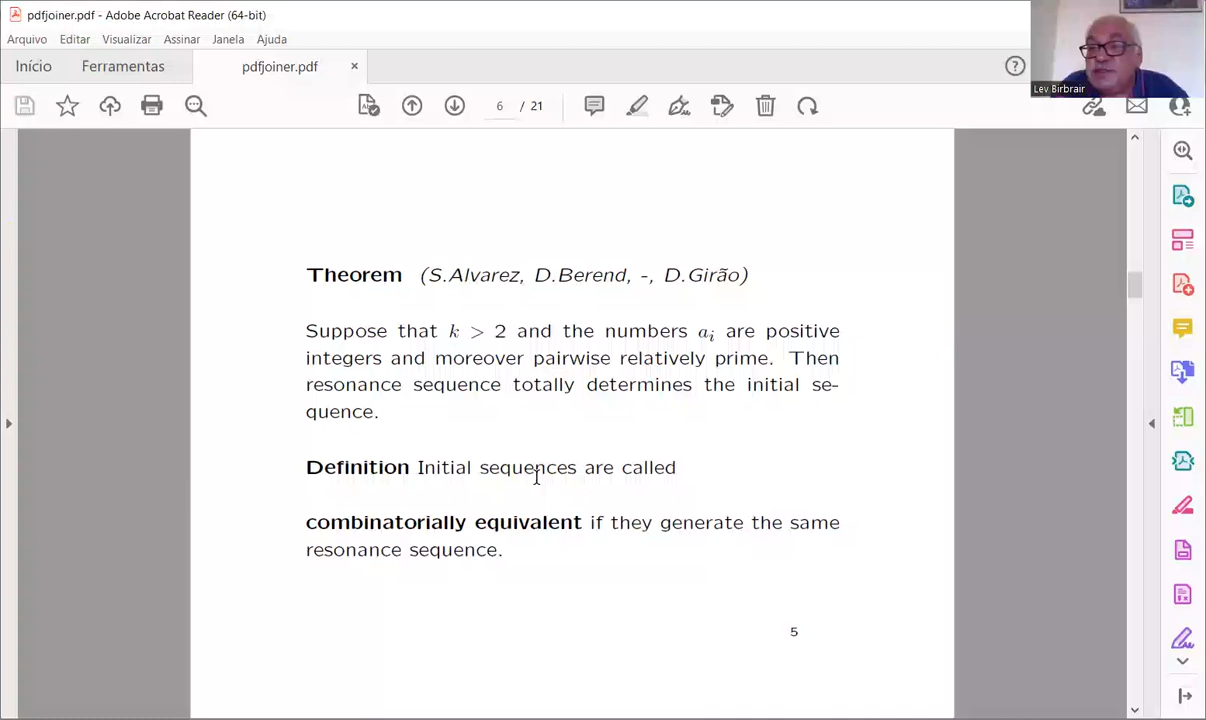 pdfjoiner.pdf - Adobe Acrobat Reader (64-bit)
Arquivo Editar Visualizar Assinar Janela Ajuda
Início Ferramentas pdfjoiner.pdf ×
6 / 21
Lev Birbrair
Theorem (S.Alvarez, D.Berend, -, D.Girão)
Suppose that k > 2 and the numbers aᵢ are positive
integers and moreover pairwise relatively prime. Then
resonance sequence totally determines the initial se-
quence.
Definition Initial sequences are called
combinatorially equivalent if they generate the same
resonance sequence.
5